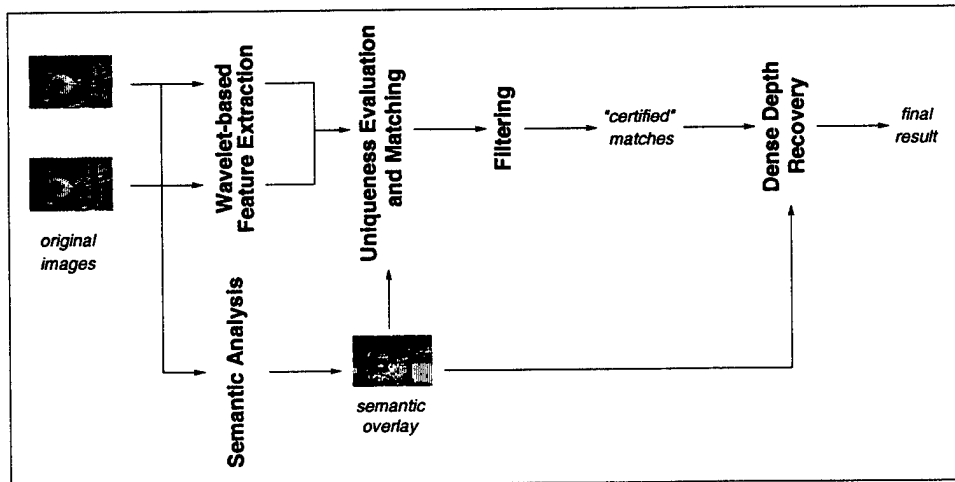 original
images
Wavelet-based
Feature Extraction
Semantic Analysis
Uniqueness Evaluation
and Matching
semantic
overlay
Filtering
"certified"
matches
Dense Depth
Recovery
final
result